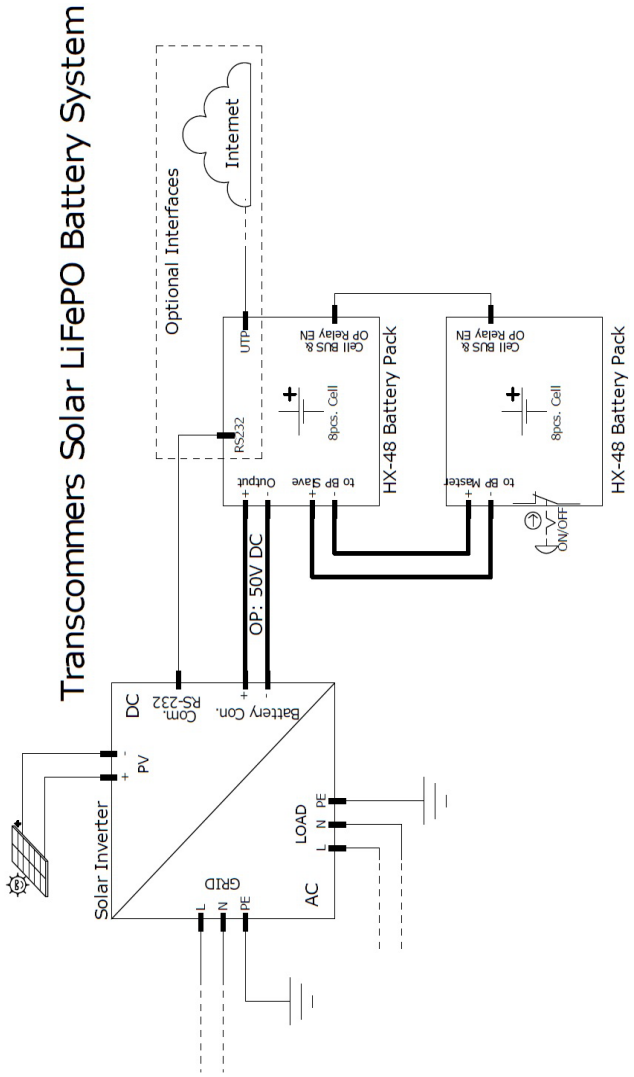 Transcommers Solar LiFePO Battery System
Optional Interfaces
Internet
UTP
RS232
Cell BUS &
OP Relay EN
8pcs. Cell
+
-
Output
+
-
to BP Slave
HX-48 Battery Pack
Cell BUS &
OP Relay EN
8pcs. Cell
+
-
to BP Master
ON/OFF
HX-48 Battery Pack
OP: 50V DC
Solar Inverter
DC
Com.
RS-232
+
-
Battery Con.
+
-
PV
GRID
L
N
PE
AC
LOAD
L
N
PE